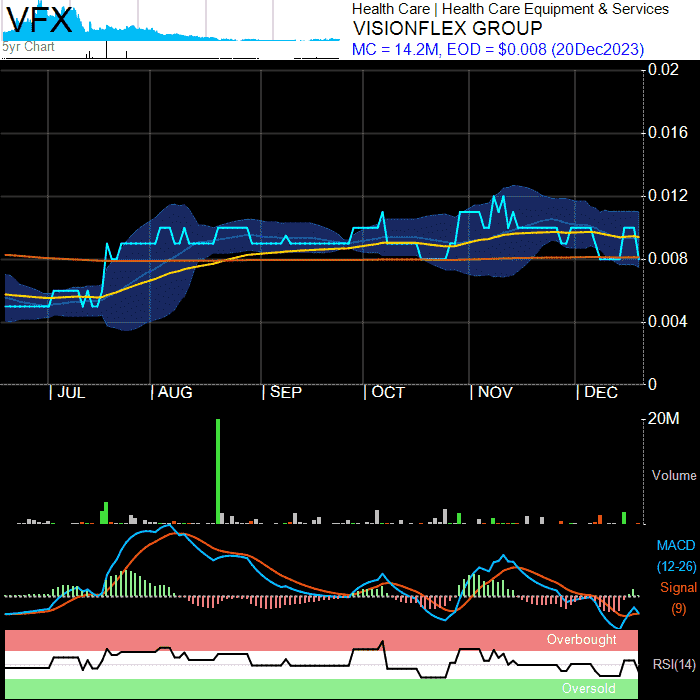 VFX
5yr Chart
Health Care | Health Care Equipment & Services
VISIONFLEX GROUP
MC = 14.2M, EOD = $0.008 (20Dec2023)
0.02
0.016
0.012
0.008
0.004
0
JUL
AUG
SEP
OCT
NOV
DEC
20M
Volume
MACD
(12-26)
Signal
(9)
Overbought
RSI(14)
Oversold